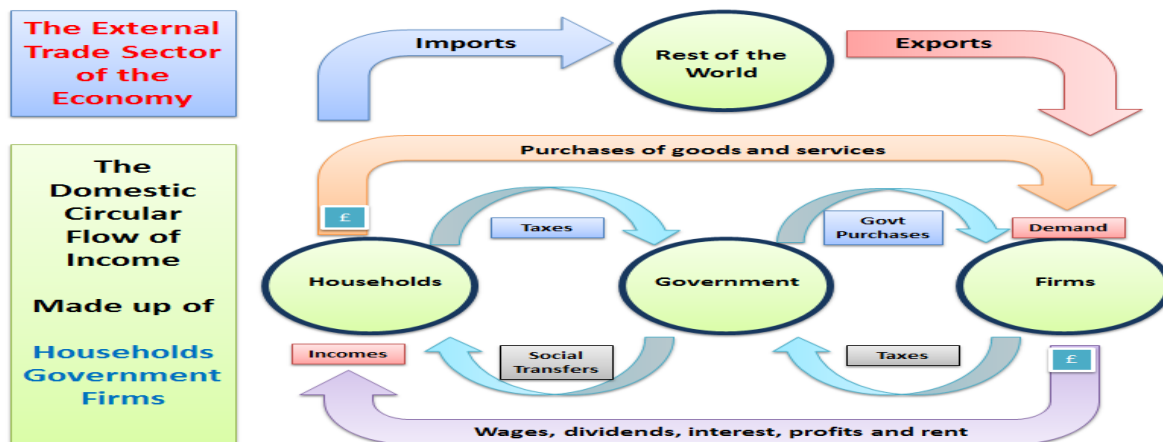 The External
Trade Sector
of the
Economy
Imports
Rest of the
World
Exports
The
Domestic
Circular
Flow of
Income
Made up of
Households
Government
Firms
Purchases of goods and services
£
Taxes
Govt
Purchases
Demand
Households
Government
Firms
Incomes
Social
Transfers
Taxes
£
Wages, dividends, interest, profits and rent